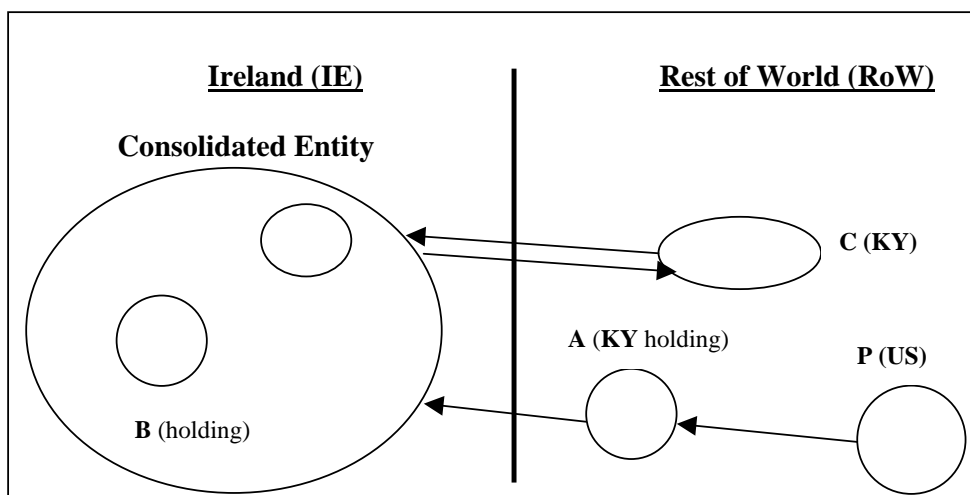 Ireland (IE)
Rest of World (RoW)
Consolidated Entity
C (KY)
A (KY holding)
P (US)
B (holding)